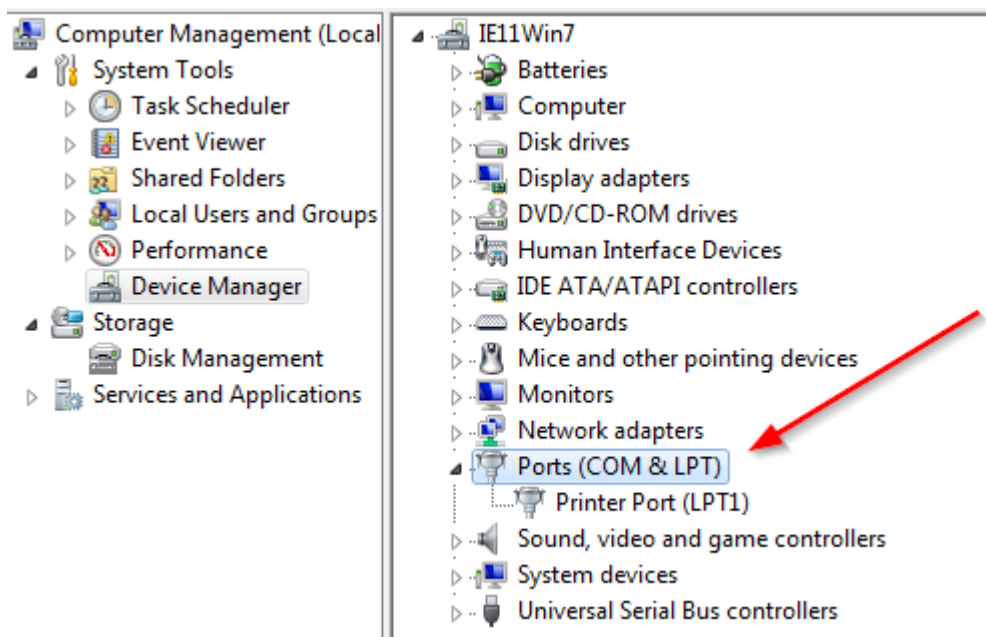 Computer Management (Local
System Tools
Task Scheduler
Event Viewer
Shared Folders
Local Users and Groups
Performance
Device Manager
Storage
Disk Management
Services and Applications
IE11Win7
Batteries
Computer
Disk drives
Display adapters
DVD/CD-ROM drives
Human Interface Devices
IDE ATA/ATAPI controllers
Keyboards
Mice and other pointing devices
Monitors
Network adapters
Ports (COM & LPT)
Printer Port (LPT1)
Sound, video and game controllers
System devices
Universal Serial Bus controllers